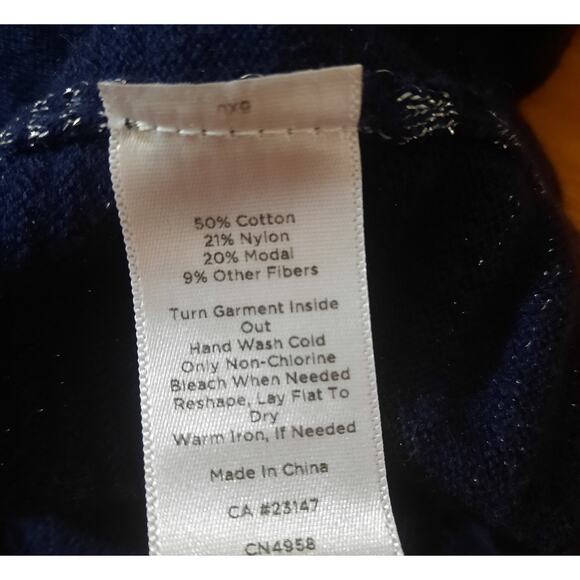 50% Cotton
21% Nylon
20% Modal
9% Other Fibers
Turn Garment Inside
Out
Hand Wash Cold
Only Non-Chlorine
Bleach When Needed
Reshape, Lay Flat To
Dry
Warm Iron, If Needed
Made In China
CA #23147
CN4958